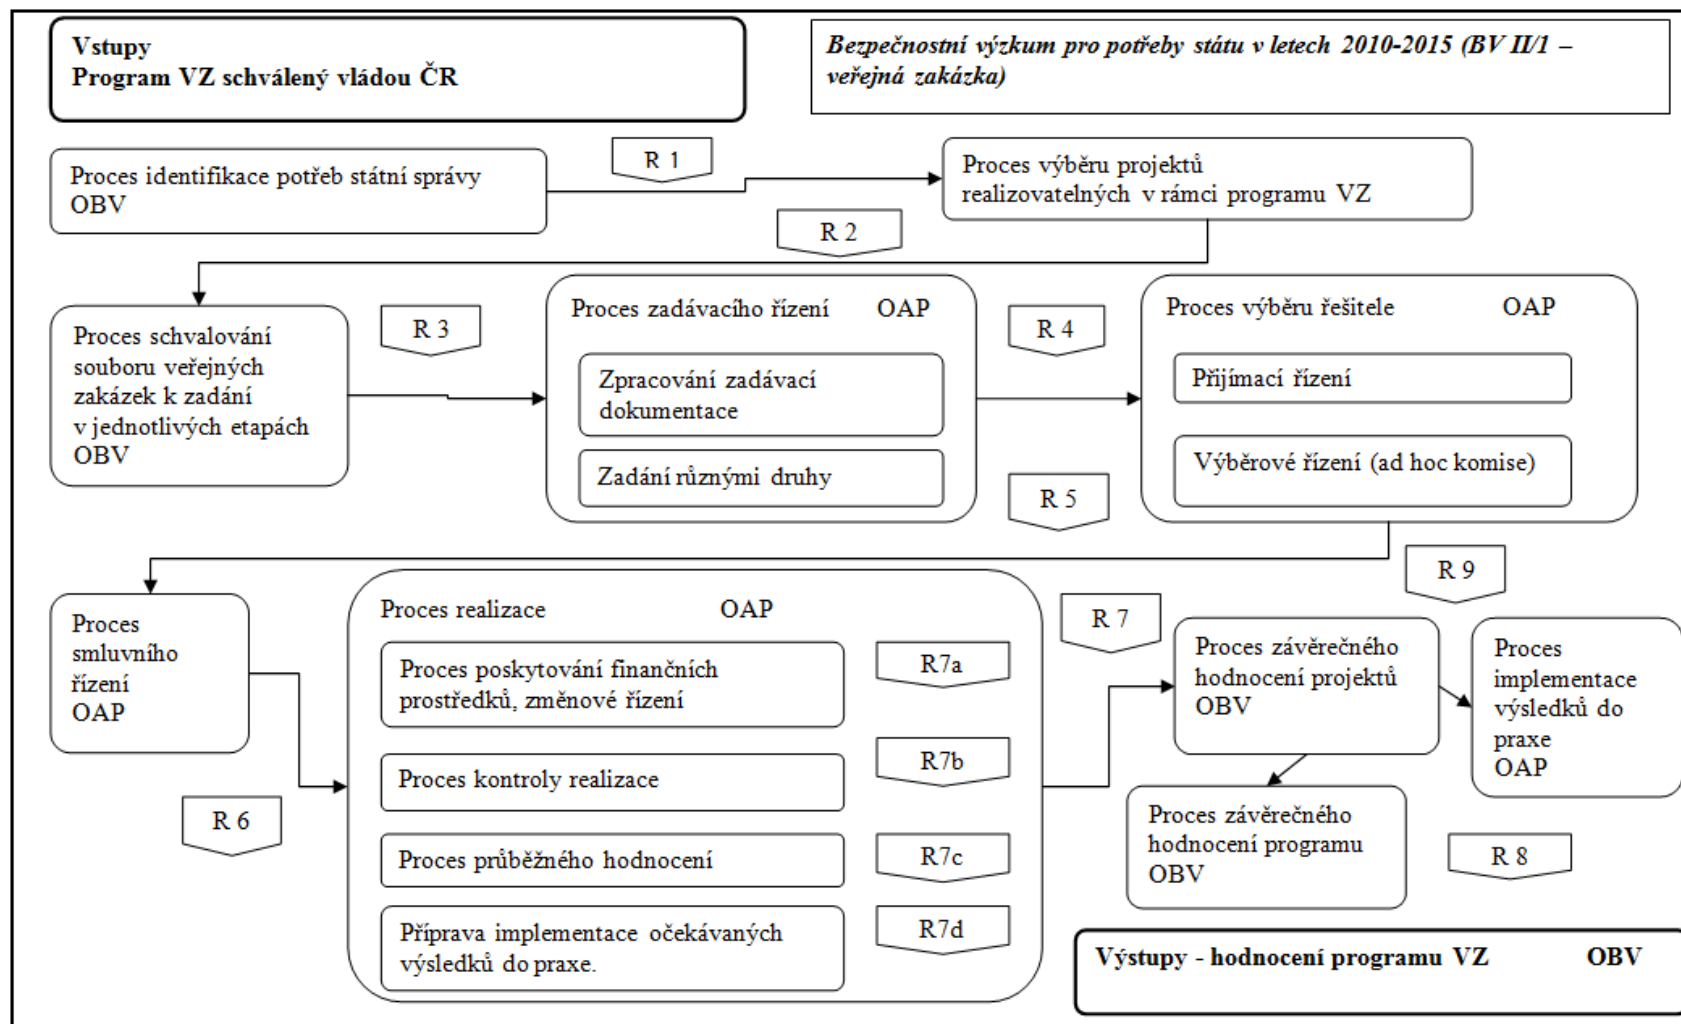 Vstupy
Program VZ schválený vládou ČR
Bezpečnostní výzkum pro potřeby státu v letech 2010-2015 (BV II/1 –
veřejná zakázka)
Proces identifikace potřeb státní správy
OBV
R 1
Proces výběru projektů
realizovatelných v rámci programu VZ
R 2
Proces schvalování
souboru veřejných
zakázek k zadání
v jednotlivých etapách
OBV
R 3
Proces zadávacího řízení OAP
Zpracování zadávací
dokumentace
Zadání různými druhy
R 4
R 5
Proces výběru řešitele OAP
Přijímací řízení
Výběrové řízení (ad hoc komise)
Proces
smluvního
řízení
OAP
R 6
Proces realizace OAP
Proces poskytování finančních
prostředků, změnové řízení
R7a
Proces kontroly realizace
R7b
Proces průběžného hodnocení
R7c
Příprava implementace očekávaných
výsledků do praxe.
R7d
R 7
Proces závěrečného
hodnocení projektů
OBV
R 9
Proces
implementace
výsledků do
praxe
OAP
Proces závěrečného
hodnocení programu
OBV
R 8
Výstupy - hodnocení programu VZ OBV